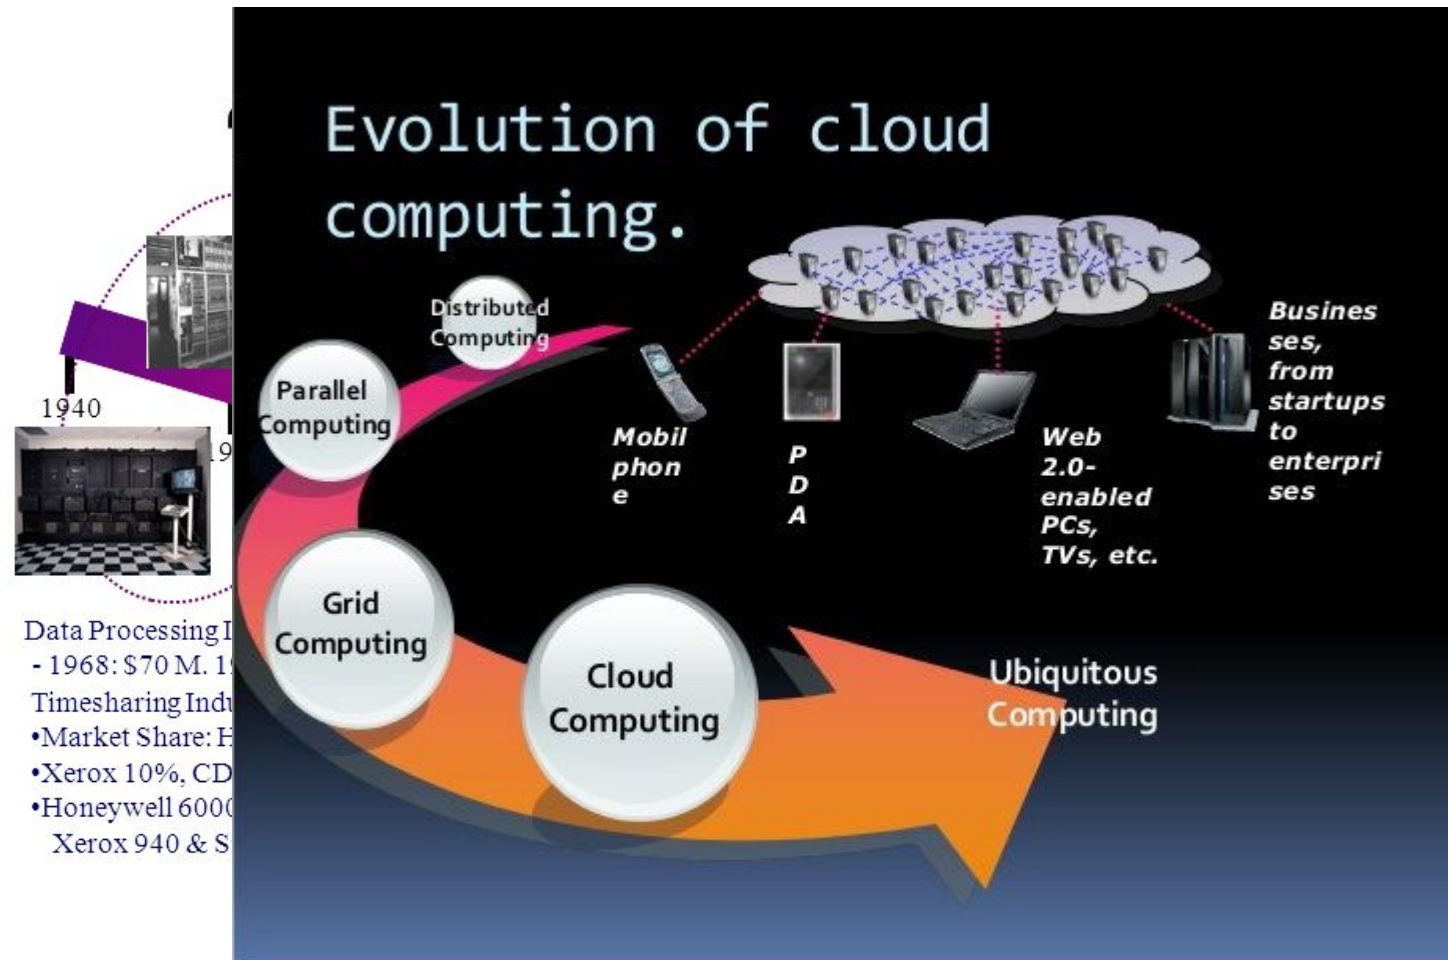 Evolution of cloud
computing.
Distributed
Computing
Parallel
Computing
Grid
Computing
Cloud
Computing
Ubiquitous
Computing
Mobil
phon
e
P
D
A
Web
2.0-
enabled
PCs,
TVs, etc.
Busines
ses,
from
startups
to
enterpri
ses
1940
19
Data Processing I
- 1968: $70 M. 19
Timesharing Indu
•Market Share: H
•Xerox 10%, CD
•Honeywell 6000
Xerox 940 & S